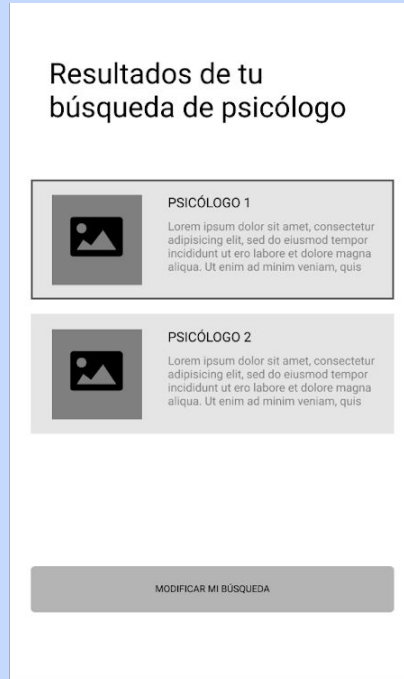 Resultados de tu
búsqueda de psicólogo
PSICÓLOGO 1
Lorem ipsum dolor sit amet, consectetur
adipisicing elit, sed do eiusmod tempor
incididunt ut ero labore et dolore magna
aliqua. Ut enim ad minim veniam, quis
PSICÓLOGO 2
Lorem ipsum dolor sit amet, consectetur
adipisicing elit, sed do eiusmod tempor
incididunt ut ero labore et dolore magna
aliqua. Ut enim ad minim veniam, quis
MODIFICAR MI BÚSQUEDA